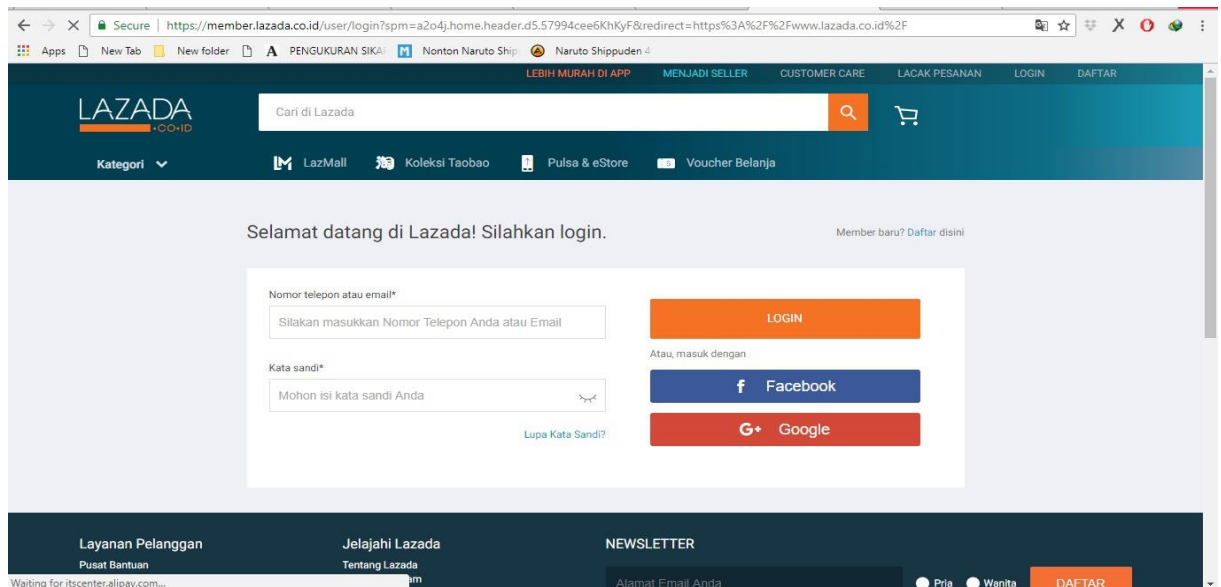 Secure | https://member.lazada.co.id/user/login?spm=a2o4j.home.header.d5.57994cee6KhKyF&redirect=https%3A%2F%2Fwww.lazada.co.id%2F
Apps New Tab New folder A PENGUKURAN SIKA Nonton Naruto Ship Naruto Shippuden 4
LEBIH MURAH DI APP MENJADI SELLER CUSTOMER CARE LACAK PESANAN LOGIN DAFTAR
LAZADA
•CO•ID
Cari di Lazada
Kategori LM LazMall Koleksi Taobao Pulsa & eStore Voucher Belanja
Selamat datang di Lazada! Silahkan login.
Member baru? Daftar disini
Nomor telepon atau email*
Silakan masukkan Nomor Telepon Anda atau Email
Kata sandi*
Mohon isi kata sandi Anda
Lupa Kata Sandi?
LOGIN
Atau, masuk dengan
f Facebook
G+ Google
Layanan Pelanggan
Pusat Bantuan
Jelajahi Lazada
Tentang Lazada
NEWSLETTER
Alamat Email Anda
Pria Wanita DAFTAR
Waiting for itscenter.alipay.com...